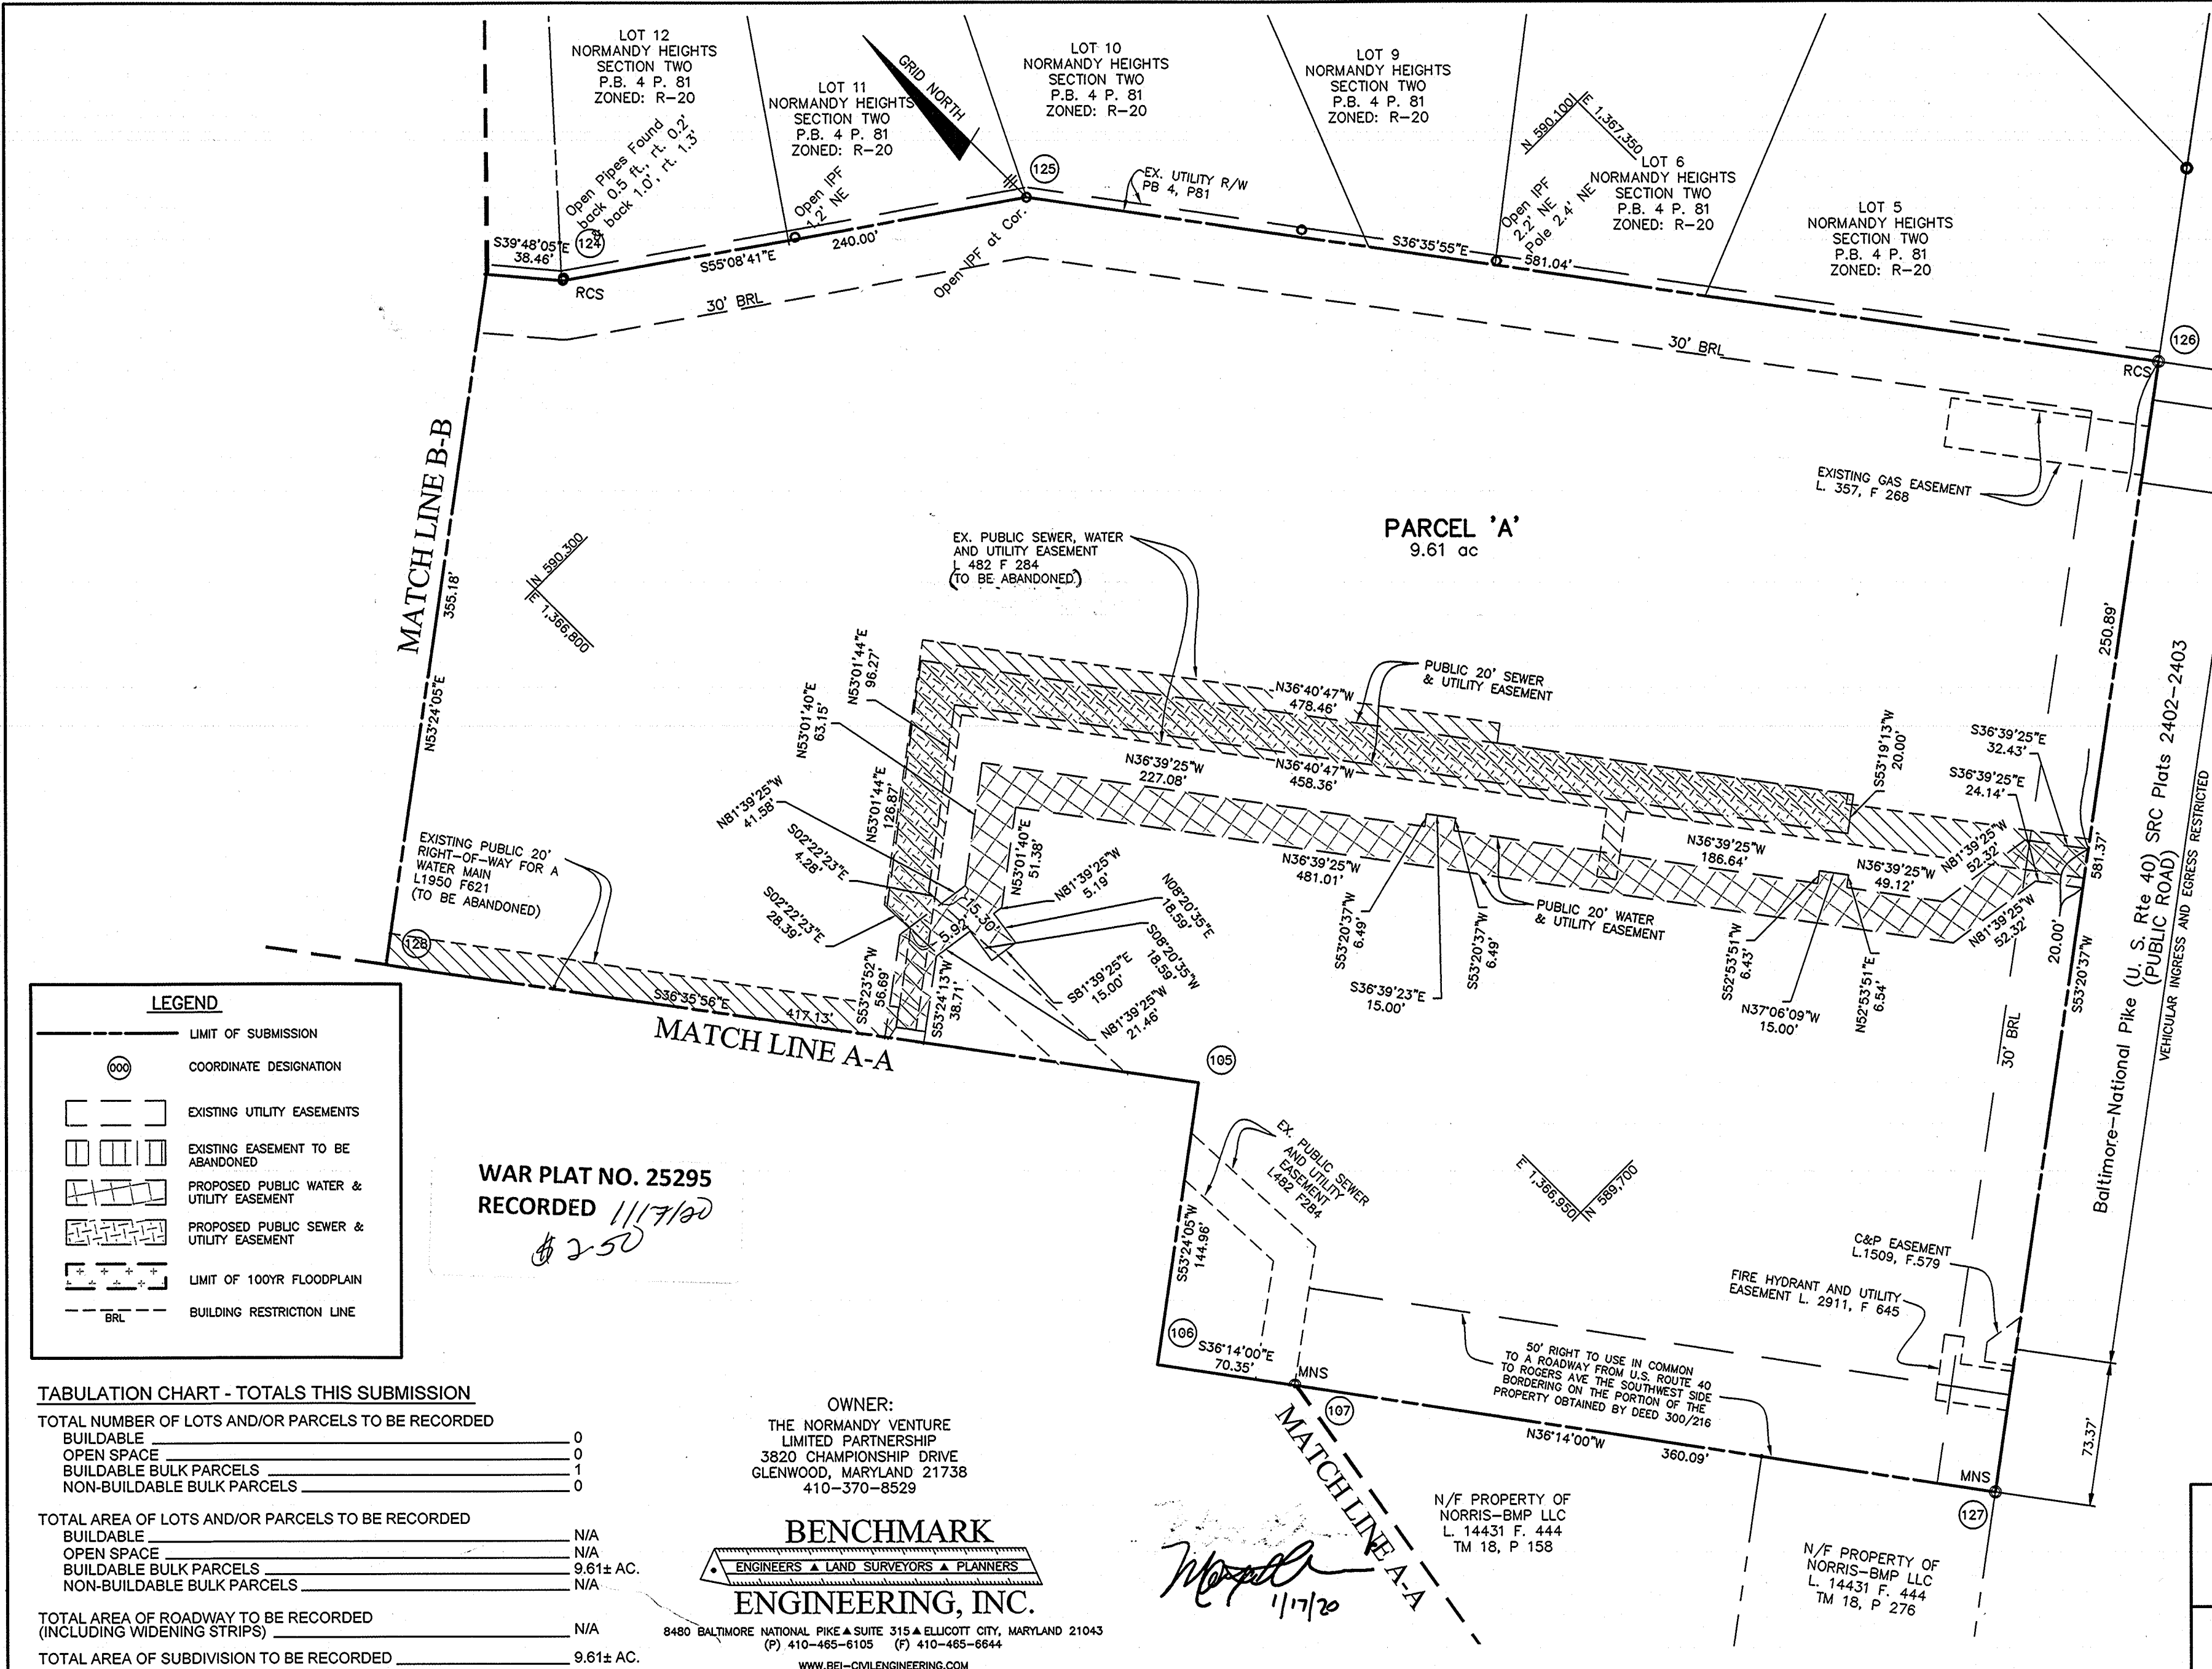 LOT 12
NORMANDY HEIGHTS
SECTION TWO
P.B. 4 P. 81
ZONED: R-20
LOT 11
NORMANDY HEIGHTS
SECTION TWO
P.B. 4 P. 81
ZONED: R-20
GRID NORTH
LOT 10
NORMANDY HEIGHTS
SECTION TWO
P.B. 4 P. 81
ZONED: R-20
LOT 9
NORMANDY HEIGHTS
SECTION TWO
P.B. 4 P. 81
ZONED: R-20
N 590,100
E 1,367,350
LOT 6
NORMANDY HEIGHTS
SECTION TWO
P.B. 4 P. 81
ZONED: R-20
LOT 5
NORMANDY HEIGHTS
SECTION TWO
P.B. 4 P. 81
ZONED: R-20
Open Pipes Found
back 0.5 ft., rt. 0.2'
& back 1.0', rt. 1.3'
Open IPF
1.2' NE
125
EX. UTILITY R/W
PB 4, P81
Open IPF
2.2' NE
Pole 2.4' NE
S39°48'05"E
38.46'
124
RCS
S55°08'41"E
240.00'
Open IPF at Cor.
S36°35'55"E
581.04'
30' BRL
30' BRL
126
RCS
MATCH LINE B-B
355.18'
N53°24'05"E
EXISTING GAS EASEMENT
L. 357, F 268
PARCEL 'A'
9.61 ac
EX. PUBLIC SEWER, WATER
AND UTILITY EASEMENT
L 482 F 284
(TO BE ABANDONED)
N 590,300
E 1,366,800
250.89'
PUBLIC 20' SEWER
& UTILITY EASEMENT
N53°01'44"E
96.27'
N53°01'40"E
63.15'
N36°40'47"W
478.46'
N36°39'25"W
227.08'
N36°40'47"W
458.36'
S53°19'13"W
20.00'
S36°39'25"E
32.43'
S36°39'25"E
24.14'
N81°39'25"W
41.58'
N53°01'44"E
126.87'
S02°22'23"E
4.28'
S02°22'23"E
28.39'
N53°01'40"E
51.38'
N81°39'25"W
5.19'
N08°20'35"E
18.59'
S08°20'35"W
18.59'
15.30'
5.92'
N36°39'25"W
481.01'
N36°39'25"W
186.64'
N36°39'25"W
49.12'
N81°39'25"W
52.32'
N81°39'25"W
52.32'
581.37'
20.00'
S53°20'37"W
EXISTING PUBLIC 20'
RIGHT-OF-WAY FOR A
WATER MAIN
L1950 F621
(TO BE ABANDONED)
128
S53°20'37"W
6.49'
S53°20'37"W
6.49'
S36°39'23"E
15.00'
PUBLIC 20' WATER
& UTILITY EASEMENT
S52°53'51"W
6.43'
N37°06'09"W
15.00'
N52°53'51"E
6.54'
S36°35'56"E
417.13'
S53°23'52"W
56.69'
S53°24'13"W
38.71'
S81°39'25"E
15.00'
N81°39'25"W
21.46'
MATCH LINE A-A
105
30' BRL
Baltimore-National Pike (U. S. Rte 40) SRC Plats 2402-2403
(PUBLIC ROAD)
VEHICULAR INGRESS AND EGRESS RESTRICTED
LEGEND
LIMIT OF SUBMISSION
000 COORDINATE DESIGNATION
EXISTING UTILITY EASEMENTS
EXISTING EASEMENT TO BE
ABANDONED
PROPOSED PUBLIC WATER &
UTILITY EASEMENT
PROPOSED PUBLIC SEWER &
UTILITY EASEMENT
LIMIT OF 100YR FLOODPLAIN
BRL BUILDING RESTRICTION LINE
WAR PLAT NO. 25295
RECORDED 1/17/20
$ 250
EX. PUBLIC SEWER
AND UTILITY
EASEMENT
L482 F284
S53°24'05"W
144.96'
E 1,366,950
N 589,700
C&P EASEMENT
L.1509, F.579
FIRE HYDRANT AND UTILITY
EASEMENT L. 2911, F 645
106
S36°14'00"E
70.35'
MNS
107
50' RIGHT TO USE IN COMMON
TO A ROADWAY FROM U.S. ROUTE 40
TO ROGERS AVE THE SOUTHWEST SIDE
BORDERING ON THE PORTION OF THE
PROPERTY OBTAINED BY DEED 300/216
N36°14'00"W
360.09'
73.37'
MNS
127
MATCH LINE A-A
N/F PROPERTY OF
NORRIS-BMP LLC
L. 14431 F. 444
TM 18, P 158
N/F PROPERTY OF
NORRIS-BMP LLC
L. 14431 F. 444
TM 18, P 276
1/17/20
TABULATION CHART - TOTALS THIS SUBMISSION
TOTAL NUMBER OF LOTS AND/OR PARCELS TO BE RECORDED
BUILDABLE 0
OPEN SPACE 0
BUILDABLE BULK PARCELS 1
NON-BUILDABLE BULK PARCELS 0
TOTAL AREA OF LOTS AND/OR PARCELS TO BE RECORDED
BUILDABLE N/A
OPEN SPACE N/A
BUILDABLE BULK PARCELS 9.61± AC.
NON-BUILDABLE BULK PARCELS N/A
TOTAL AREA OF ROADWAY TO BE RECORDED
(INCLUDING WIDENING STRIPS) N/A
TOTAL AREA OF SUBDIVISION TO BE RECORDED 9.61± AC.
OWNER:
THE NORMANDY VENTURE
LIMITED PARTNERSHIP
3820 CHAMPIONSHIP DRIVE
GLENWOOD, MARYLAND 21738
410-370-8529
BENCHMARK
ENGINEERS ▲ LAND SURVEYORS ▲ PLANNERS
ENGINEERING, INC.
8480 BALTIMORE NATIONAL PIKE ▲ SUITE 315 ▲ ELLICOTT CITY, MARYLAND 21043
(P) 410-465-6105 (F) 410-465-6644
WWW.BEI-CIVILENGINEERING.COM